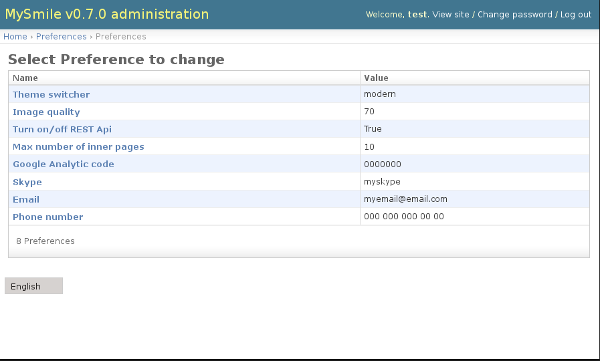 MySmile v0.7.0 administration
Welcome, test. View site / Change password / Log out
Home › Preferences › Preferences
Select Preference to change
Name Value
Theme switcher modern
Image quality 70
Turn on/off REST Api True
Max number of inner pages 10
Google Analytic code 0000000
Skype myskype
Email myemail@email.com
Phone number 000 000 000 00 00
8 Preferences
English